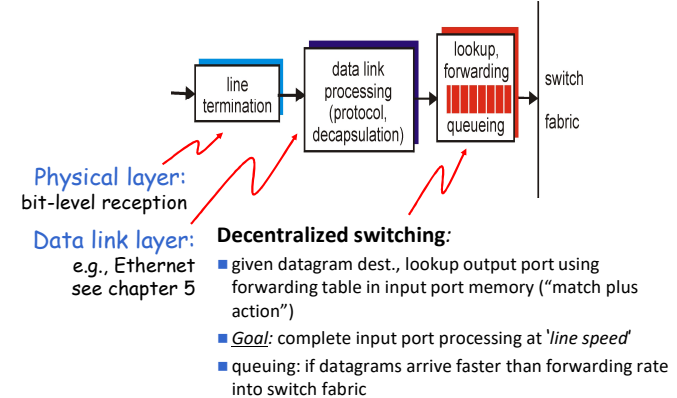 line
termination
data link
processing
(protocol,
decapsulation)
lookup,
forwarding
queueing
switch
fabric
Physical layer:
bit-level reception
Data link layer:
e.g., Ethernet
see chapter 5
Decentralized switching:
given datagram dest., lookup output port using
forwarding table in input port memory (“match plus
action”)
Goal: complete input port processing at ‛line speed’
queuing: if datagrams arrive faster than forwarding rate
into switch fabric